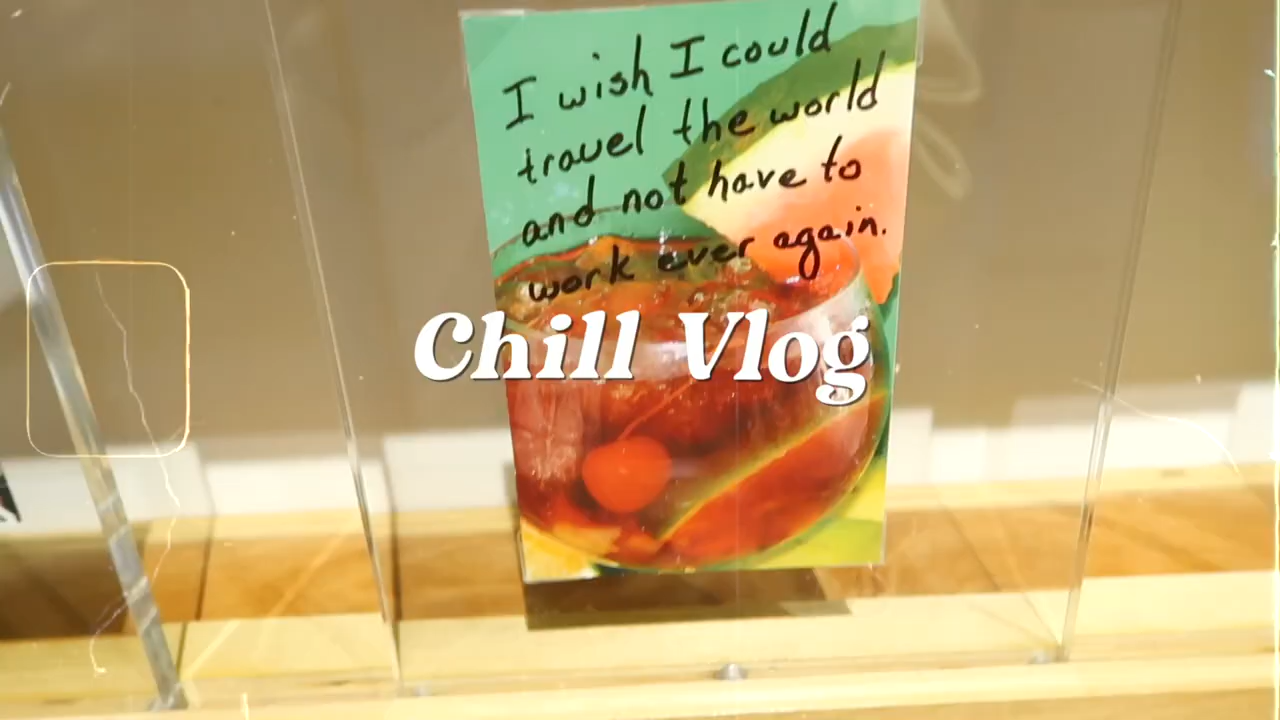 I wish I could
travel the world
and not have to
work ever again.
Chill Vlog